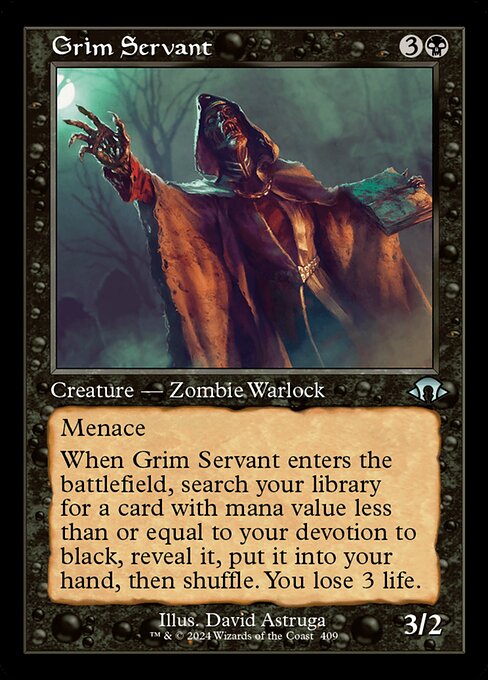 Grim Servant 3
Creature — Zombie Warlock
Menace
When Grim Servant enters the
battlefield, search your library
for a card with mana value less
than or equal to your devotion to
black, reveal it, put it into your
hand, then shuffle. You lose 3 life.
Illus. David Astruga
™ & © 2024 Wizards of the Coast 409
3/2